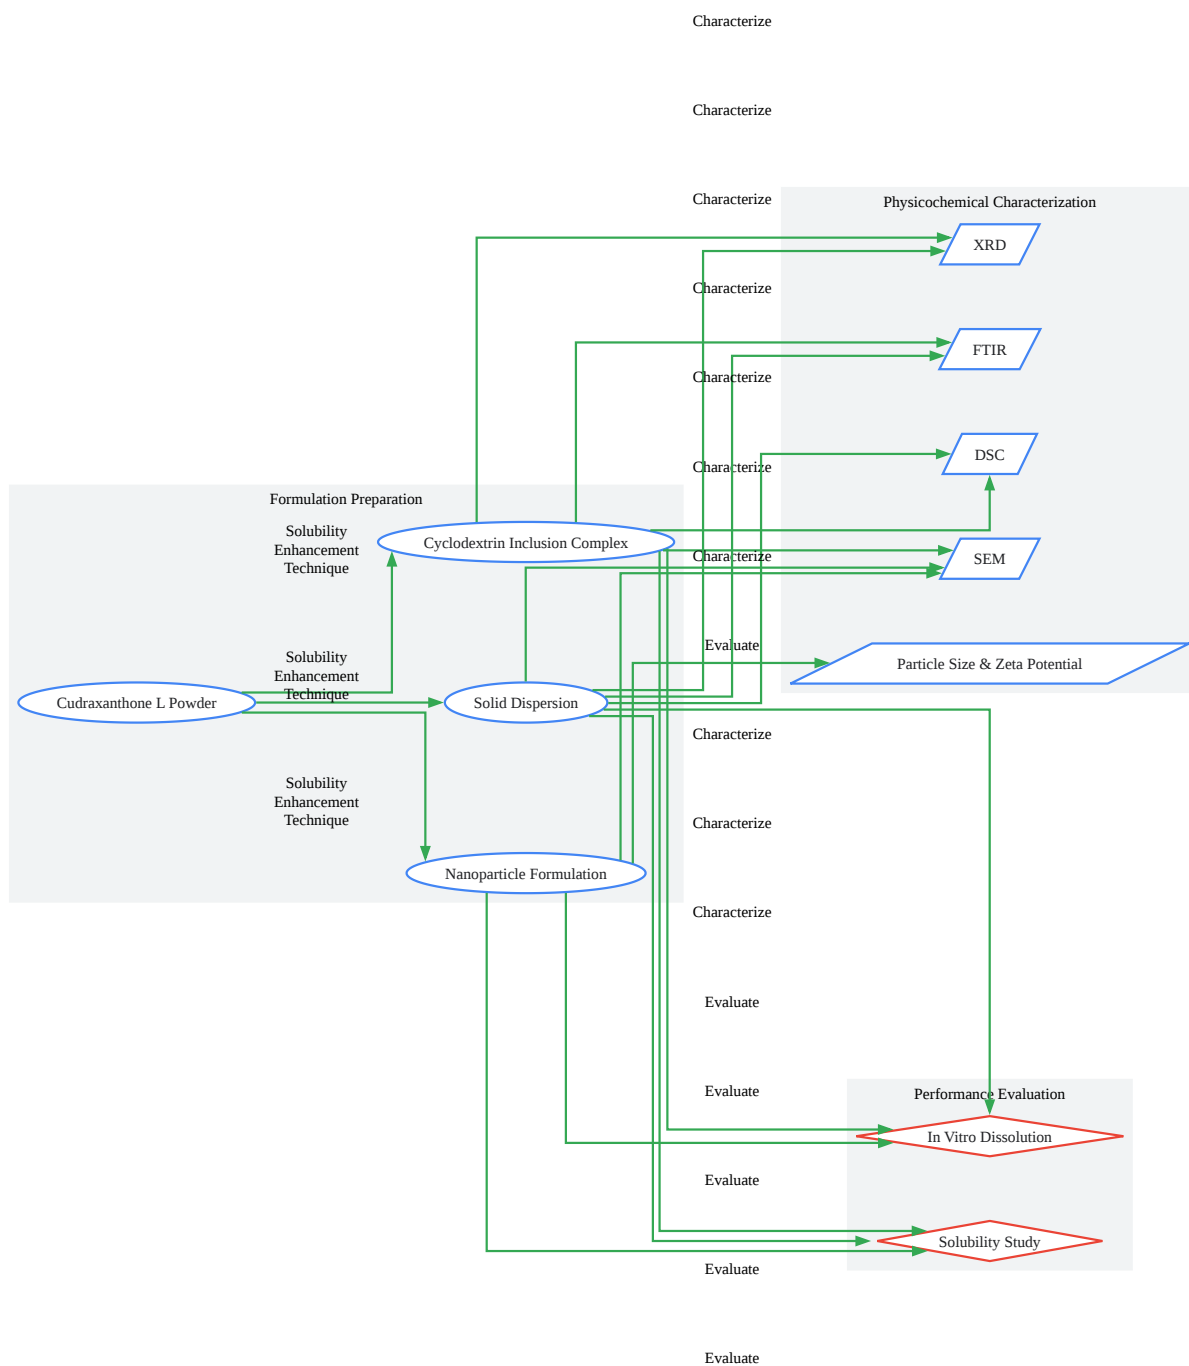 Characterize
Characterize
Characterize
Physicochemical Characterization
XRD
Characterize
FTIR
Characterize
DSC
Characterize
Formulation Preparation
Solubility
Enhancement
Technique
Cyclodextrin Inclusion Complex
Characterize
SEM
Evaluate
Solubility
Enhancement
Technique
Particle Size & Zeta Potential
Cudraxanthone L Powder
Solid Dispersion
Characterize
Solubility
Enhancement
Technique
Characterize
Nanoparticle Formulation
Characterize
Evaluate
Evaluate
Performance Evaluation
In Vitro Dissolution
Evaluate
Solubility Study
Evaluate
Evaluate